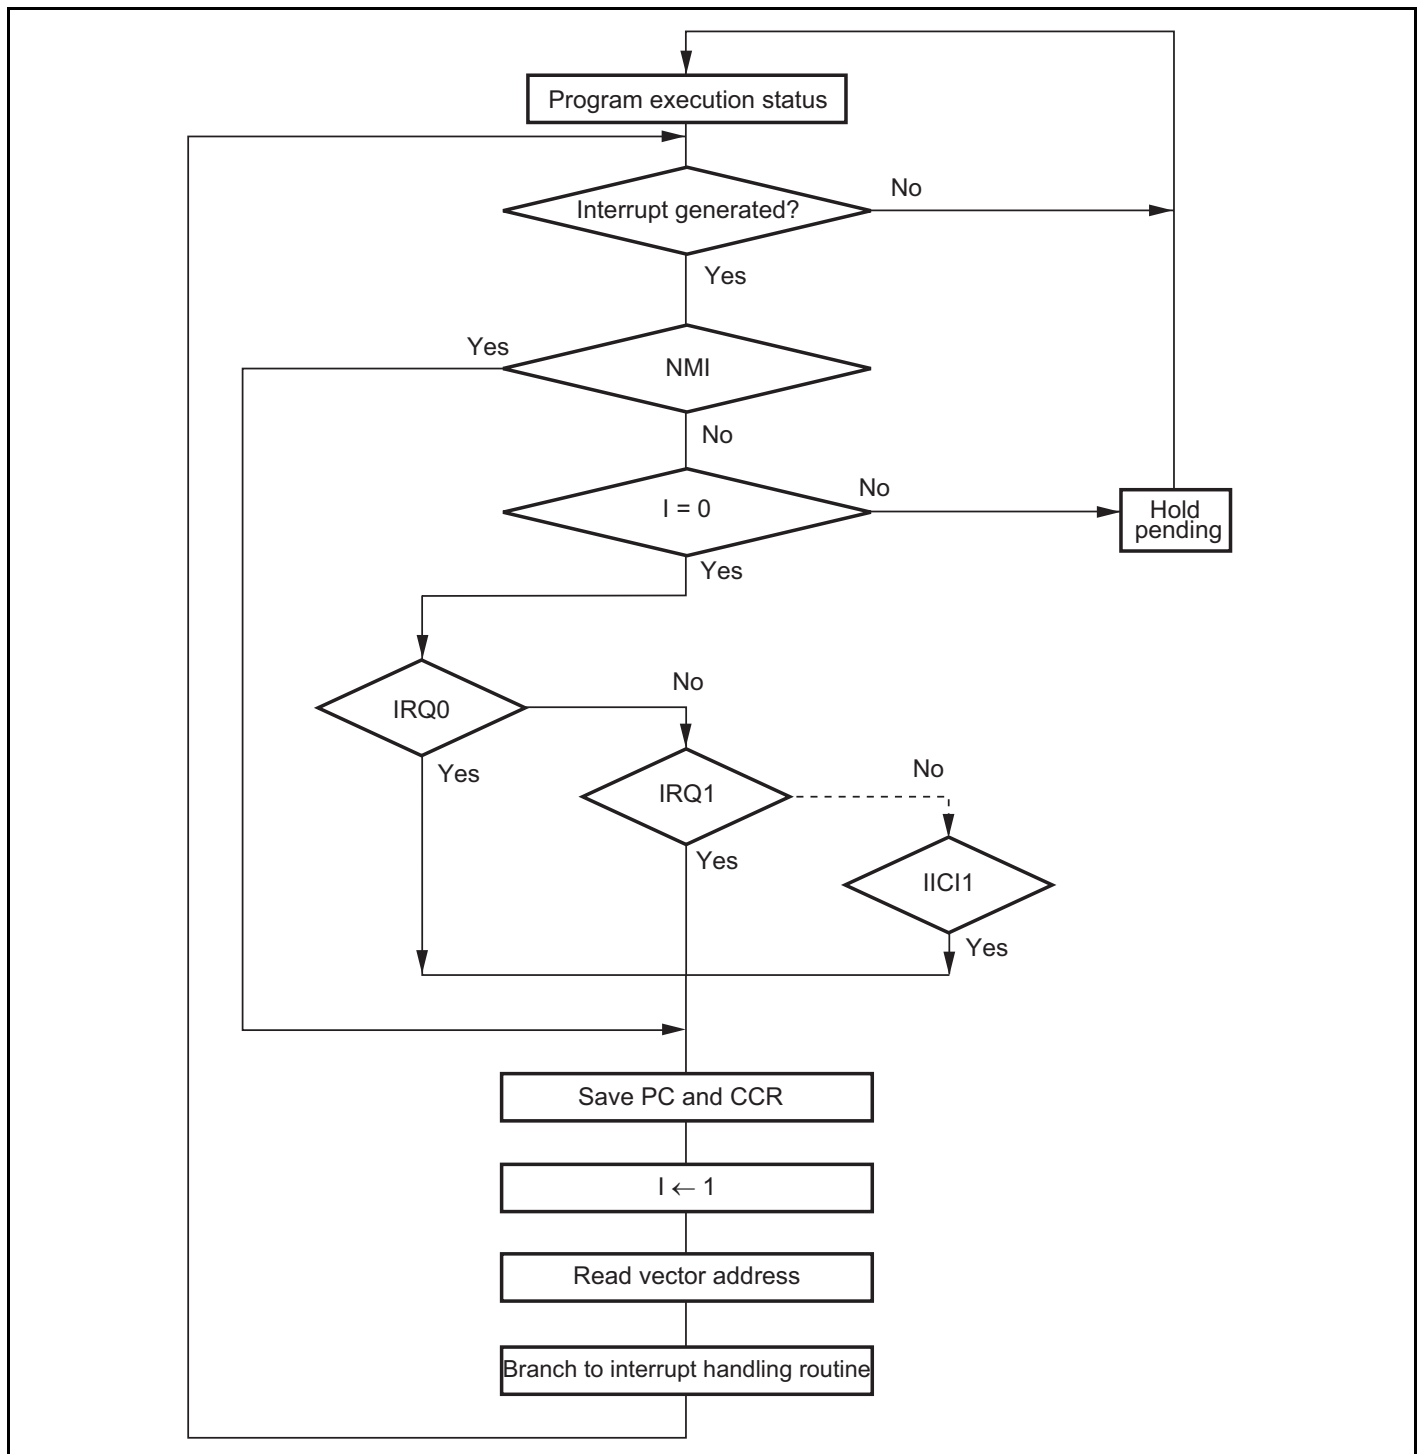 Program execution status
Interrupt generated?
No
Yes
Yes
NMI
No
I = 0
No
Hold
pending
Yes
IRQ0
No
Yes
IRQ1
No
Yes
IICI1
Yes
Save PC and CCR
I ← 1
Read vector address
Branch to interrupt handling routine